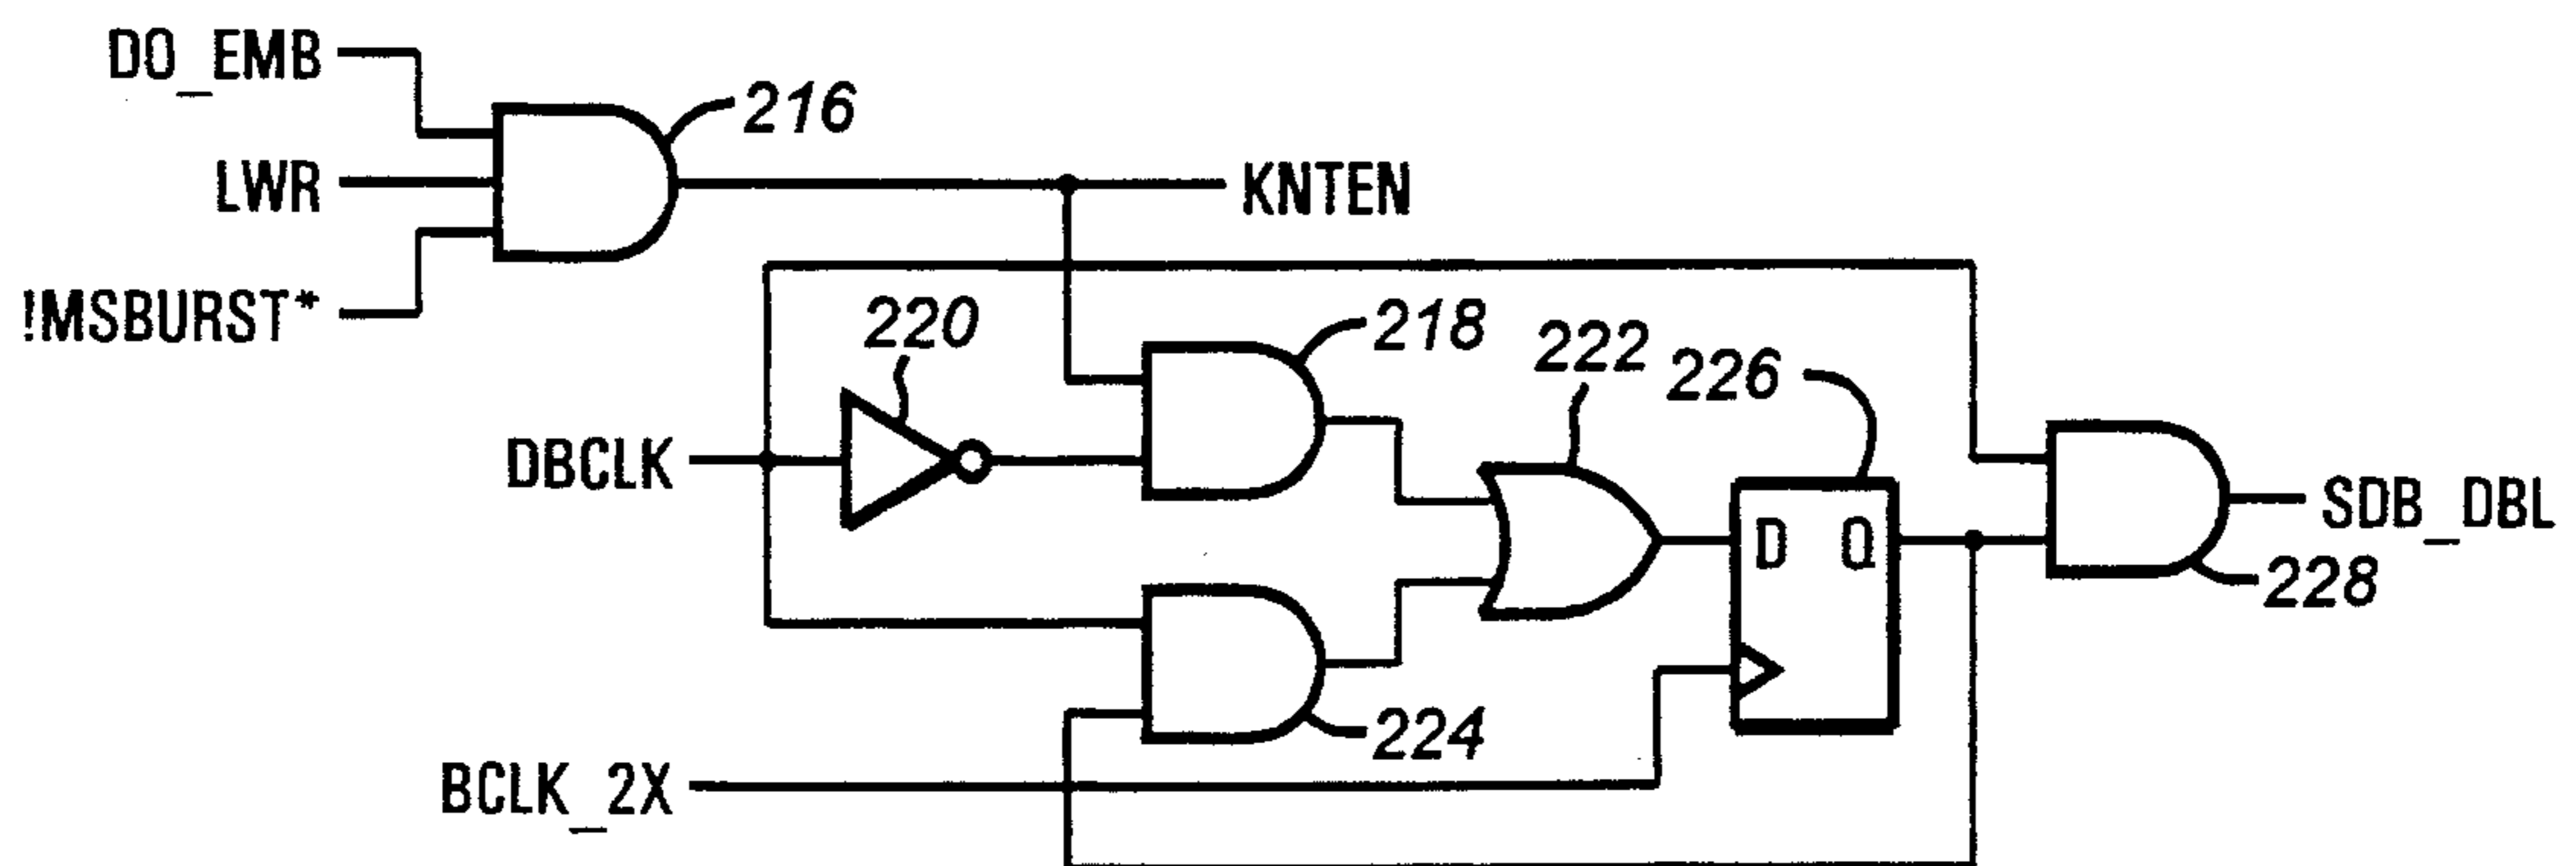 DO_EMB
216
LWR
KNTEN
!MSBURST*
220
218
222
226
DBCLK
D Q
SDB_DBL
228
224
BCLK_2X